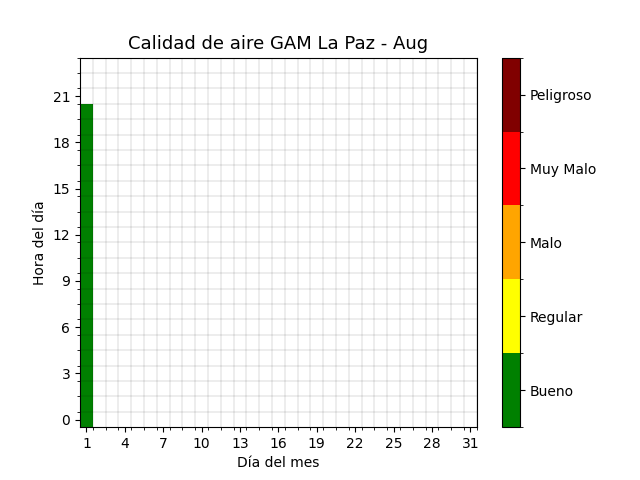 Calidad de aire GAM La Paz - Aug
Peligroso
Muy Malo
Malo
Regular
Bueno
Hora del día
21
18
15
12
9
6
3
0
1 4 7 10 13 16 19 22 25 28 31
Día del mes